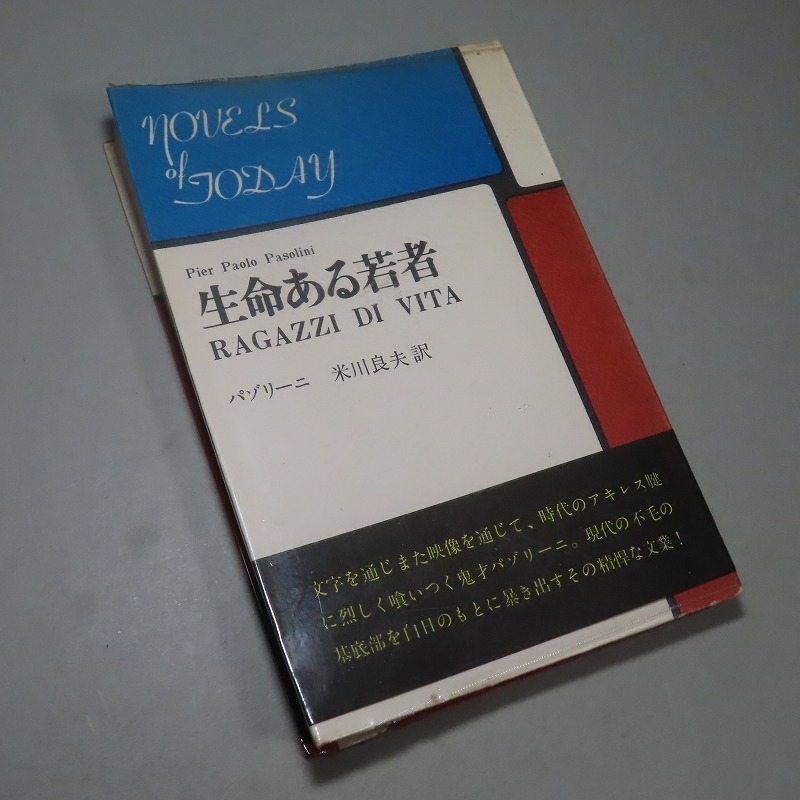 NOVELS
of TODAY
Pier Paolo Pasolini
生命ある若者
RAGAZZI DI VITA
パゾリーニ 米川良夫訳
文字を通じまた映像を通じて、時代のアキレス腱
に烈しく喰いつく鬼才パゾリーニ。現代の不毛の
基底部を白日のもとに暴き出すその精悍な文業!